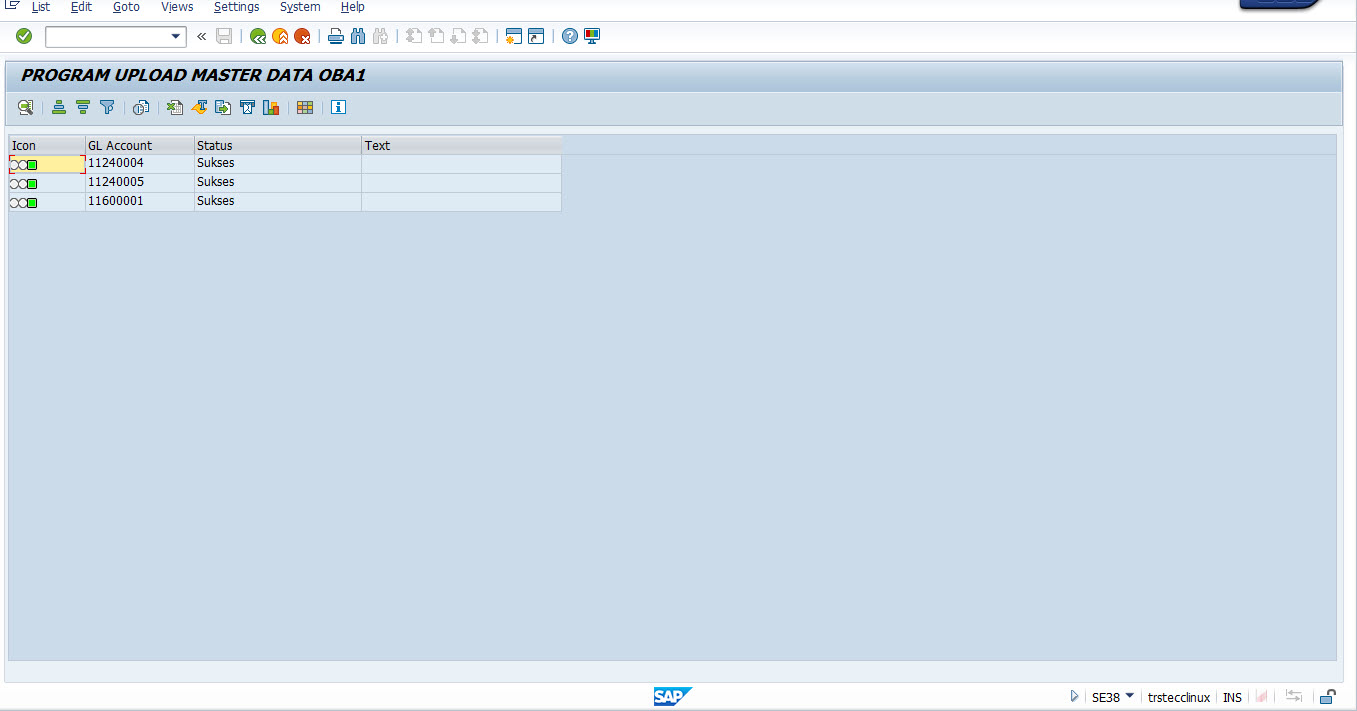 List Edit Goto Views Settings System Help
PROGRAM UPLOAD MASTER DATA OBA1
Icon GL Account Status Text
11240004 Sukses
11240005 Sukses
11600001 Sukses
SAP SE38 trstecclinux INS